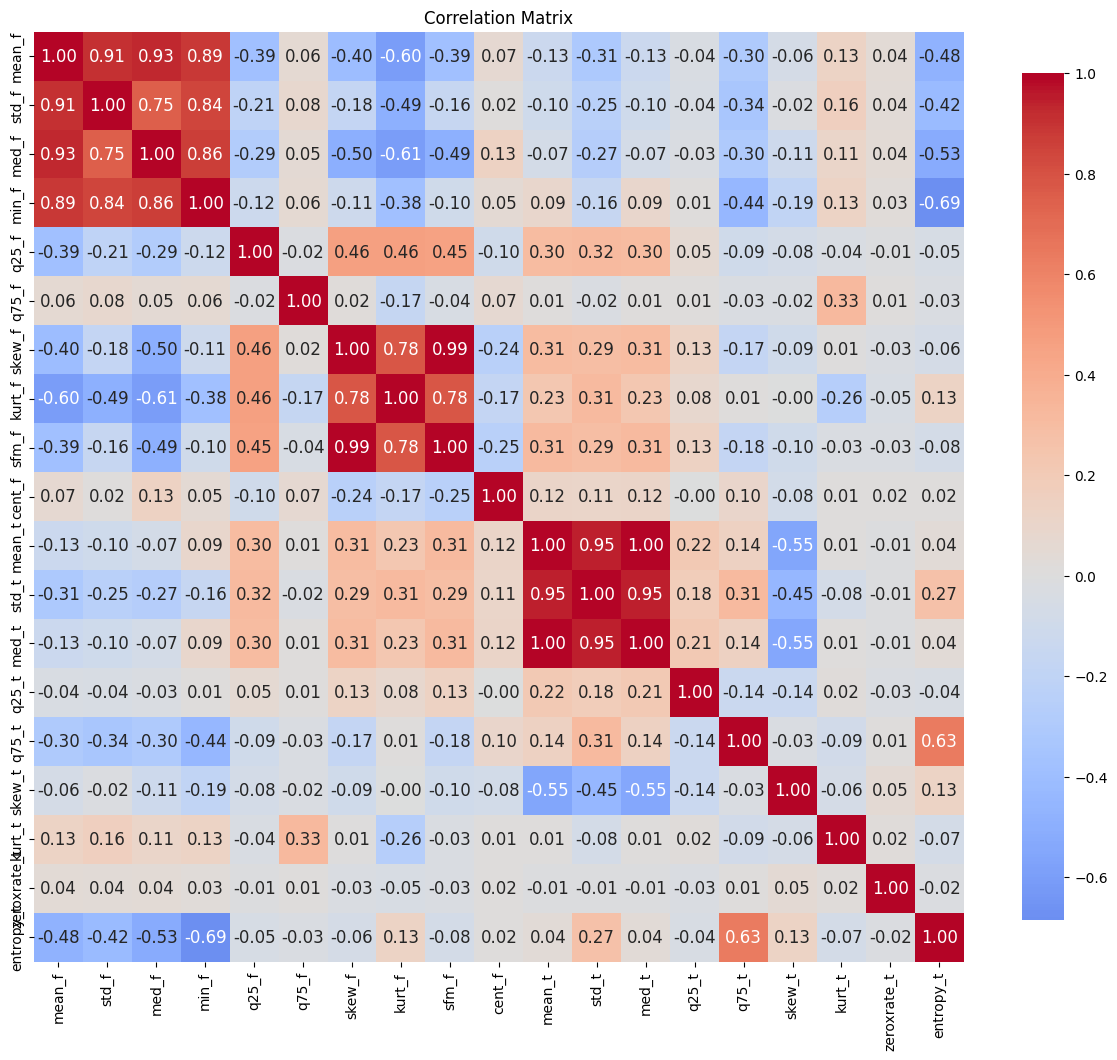 Correlation Matrix
mean_f 1.00 0.91 0.93 0.89 -0.39 0.06 -0.40 -0.60 -0.39 0.07 -0.13 -0.31 -0.13 -0.04 -0.30 -0.06 0.13 0.04 -0.48
std_f 0.91 1.00 0.75 0.84 -0.21 0.08 -0.18 -0.49 -0.16 0.02 -0.10 -0.25 -0.10 -0.04 -0.34 -0.02 0.16 0.04 -0.42
med_f 0.93 0.75 1.00 0.86 -0.29 0.05 -0.50 -0.61 -0.49 0.13 -0.07 -0.27 -0.07 -0.03 -0.30 -0.11 0.11 0.04 -0.53
min_f 0.89 0.84 0.86 1.00 -0.12 0.06 -0.11 -0.38 -0.10 0.05 0.09 -0.16 0.09 0.01 -0.44 -0.19 0.13 0.03 -0.69
q25_f -0.39 -0.21 -0.29 -0.12 1.00 -0.02 0.46 0.46 0.45 -0.10 0.30 0.32 0.30 0.05 -0.09 -0.08 -0.04 -0.01 -0.05
q75_f 0.06 0.08 0.05 0.06 -0.02 1.00 0.02 -0.17 -0.04 0.07 0.01 -0.02 0.01 0.01 -0.03 -0.02 0.33 0.01 -0.03
skew_f -0.40 -0.18 -0.50 -0.11 0.46 0.02 1.00 0.78 0.99 -0.24 0.31 0.29 0.31 0.13 -0.17 -0.09 0.01 -0.03 -0.06
kurt_f -0.60 -0.49 -0.61 -0.38 0.46 -0.17 0.78 1.00 0.78 -0.17 0.23 0.31 0.23 0.08 0.01 -0.00 -0.26 -0.05 0.13
sfm_f -0.39 -0.16 -0.49 -0.10 0.45 -0.04 0.99 0.78 1.00 -0.25 0.31 0.29 0.31 0.13 -0.18 -0.10 -0.03 -0.03 -0.08
cent_f 0.07 0.02 0.13 0.05 -0.10 0.07 -0.24 -0.17 -0.25 1.00 0.12 0.11 0.12 -0.00 0.10 -0.08 0.01 0.02 0.02
mean_t -0.13 -0.10 -0.07 0.09 0.30 0.01 0.31 0.23 0.31 0.12 1.00 0.95 1.00 0.22 0.14 -0.55 0.01 -0.01 0.04
std_t -0.31 -0.25 -0.27 -0.16 0.32 -0.02 0.29 0.31 0.29 0.11 0.95 1.00 0.95 0.18 0.31 -0.45 -0.08 -0.01 0.27
med_t -0.13 -0.10 -0.07 0.09 0.30 0.01 0.31 0.23 0.31 0.12 1.00 0.95 1.00 0.21 0.14 -0.55 0.01 -0.01 0.04
q25_t -0.04 -0.04 -0.03 0.01 0.05 0.01 0.13 0.08 0.13 -0.00 0.22 0.18 0.21 1.00 -0.14 -0.14 0.02 -0.03 -0.04
q75_t -0.30 -0.34 -0.30 -0.44 -0.09 -0.03 -0.17 0.01 -0.18 0.10 0.14 0.31 0.14 -0.14 1.00 -0.03 -0.09 0.01 0.63
skew_t -0.06 -0.02 -0.11 -0.19 -0.08 -0.02 -0.09 -0.00 -0.10 -0.08 -0.55 -0.45 -0.55 -0.14 -0.03 1.00 -0.06 0.05 0.13
kurt_t 0.13 0.16 0.11 0.13 -0.04 0.33 0.01 -0.26 -0.03 0.01 0.01 -0.08 0.01 0.02 -0.09 -0.06 1.00 0.02 -0.07
zeroxrate_t 0.04 0.04 0.04 0.03 -0.01 0.01 -0.03 -0.05 -0.03 0.02 -0.01 -0.01 -0.01 -0.03 0.01 0.05 0.02 1.00 -0.02
entropy_t -0.48 -0.42 -0.53 -0.69 -0.05 -0.03 -0.06 0.13 -0.08 0.02 0.04 0.27 0.04 -0.04 0.63 0.13 -0.07 -0.02 1.00
mean_f std_f med_f min_f q25_f q75_f skew_f kurt_f sfm_f cent_f mean_t std_t med_t q25_t q75_t skew_t kurt_t zeroxrate_t entropy_t
1.0
0.8
0.6
0.4
0.2
0.0
−0.2
−0.4
−0.6